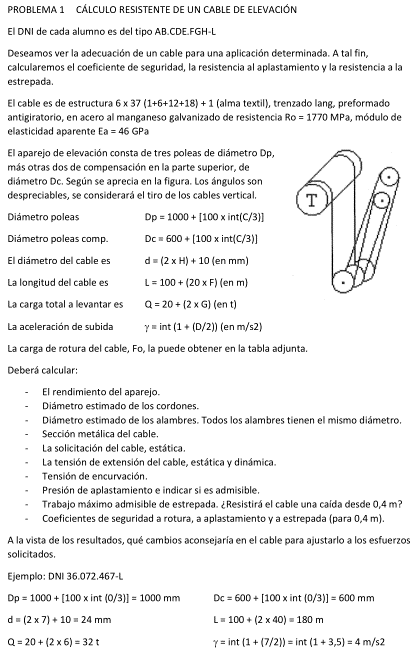 PROBLEMA 1 CÁLCULO RESISTENTE DE UN CABLE DE ELEVACIÓN
El DNI de cada alumno es del tipo AB.CDE.FGH-L
Deseamos ver la adecuación de un cable para una aplicación determinada. A tal fin,
calcularemos el coeficiente de seguridad, la resistencia al aplastamiento y la resistencia a la
estrepada.
El cable es de estructura 6 x 37 (1+6+12+18) + 1 (alma textil), trenzado lang, preformado
antigiratorio, en acero al manganeso galvanizado de resistencia Ro = 1770 MPa, módulo de
elasticidad aparente Ea = 46 GPa
El aparejo de elevación consta de tres poleas de diámetro Dp,
más otras dos de compensación en la parte superior, de
diámetro Dc. Según se aprecia en la figura. Los ángulos son
despreciables, se considerará el tiro de los cables vertical.
T
Diámetro poleas Dp = 1000 + [100 x int(C/3)]
Diámetro poleas comp. Dc = 600 + [100 x int(C/3)]
El diámetro del cable es d = (2 x H) + 10 (en mm)
La longitud del cable es L = 100 + (20 x F) (en m)
La carga total a levantar es Q = 20 + (2 x G) (en t)
La aceleración de subida γ = int (1 + (D/2)) (en m/s2)
La carga de rotura del cable, Fo, la puede obtener en la tabla adjunta.
Deberá calcular:
- El rendimiento del aparejo.
- Diámetro estimado de los cordones.
- Diámetro estimado de los alambres. Todos los alambres tienen el mismo diámetro.
- Sección metálica del cable.
- La solicitación del cable, estática.
- La tensión de extensión del cable, estática y dinámica.
- Tensión de encurvación.
- Presión de aplastamiento e indicar si es admisible.
- Trabajo máximo admisible de estrepada. ¿Resistirá el cable una caída desde 0,4 m?
- Coeficientes de seguridad a rotura, a aplastamiento y a estrepada (para 0,4 m).
A la vista de los resultados, qué cambios aconsejaría en el cable para ajustarlo a los esfuerzos
solicitados.
Ejemplo: DNI 36.072.467-L
Dp = 1000 + [100 x int (0/3)] = 1000 mm Dc = 600 + [100 x int (0/3)] = 600 mm
d = (2 x 7) + 10 = 24 mm L = 100 + (2 x 40) = 180 m
Q = 20 + (2 x 6) = 32 t γ = int (1 + (7/2)) = int (1 + 3,5) = 4 m/s2